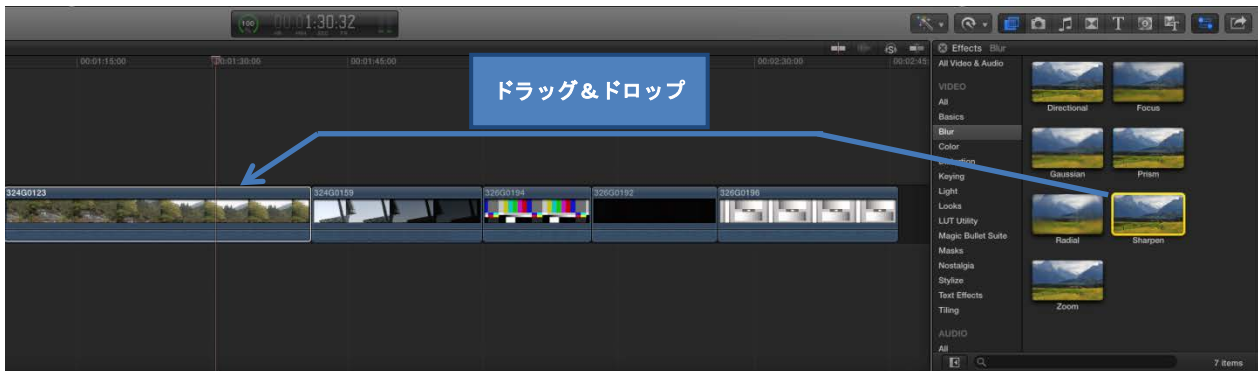 100
1:30:32
Effects Blur
00:01:15:00
00:01:30:00
00:01:45:00
00:02:30:00
00:02:45:
ドラッグ＆ドロップ
324G0123
324G0159
326G0194
326G0192
326G0196
All Video & Audio
VIDEO
All
Basics
Blur
Color
Distortion
Keying
Light
Looks
LUT Utility
Magic Bullet Suite
Masks
Nostalgia
Stylize
Text Effects
Tiling
AUDIO
All
Directional
Focus
Gaussian
Prism
Radial
Sharpen
Zoom
7 items